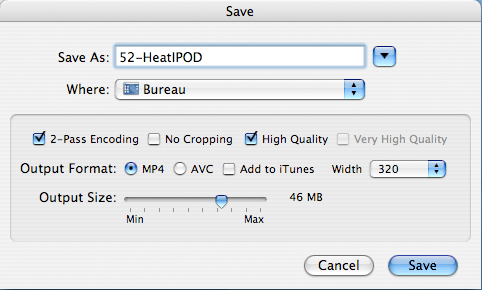 Save
Save As: 52-HeatIPOD
Where: Bureau
2-Pass Encoding No Cropping High Quality Very High Quality
Output Format: MP4 AVC Add to iTunes Width 320
Output Size: 46 MB
Min Max
Cancel Save